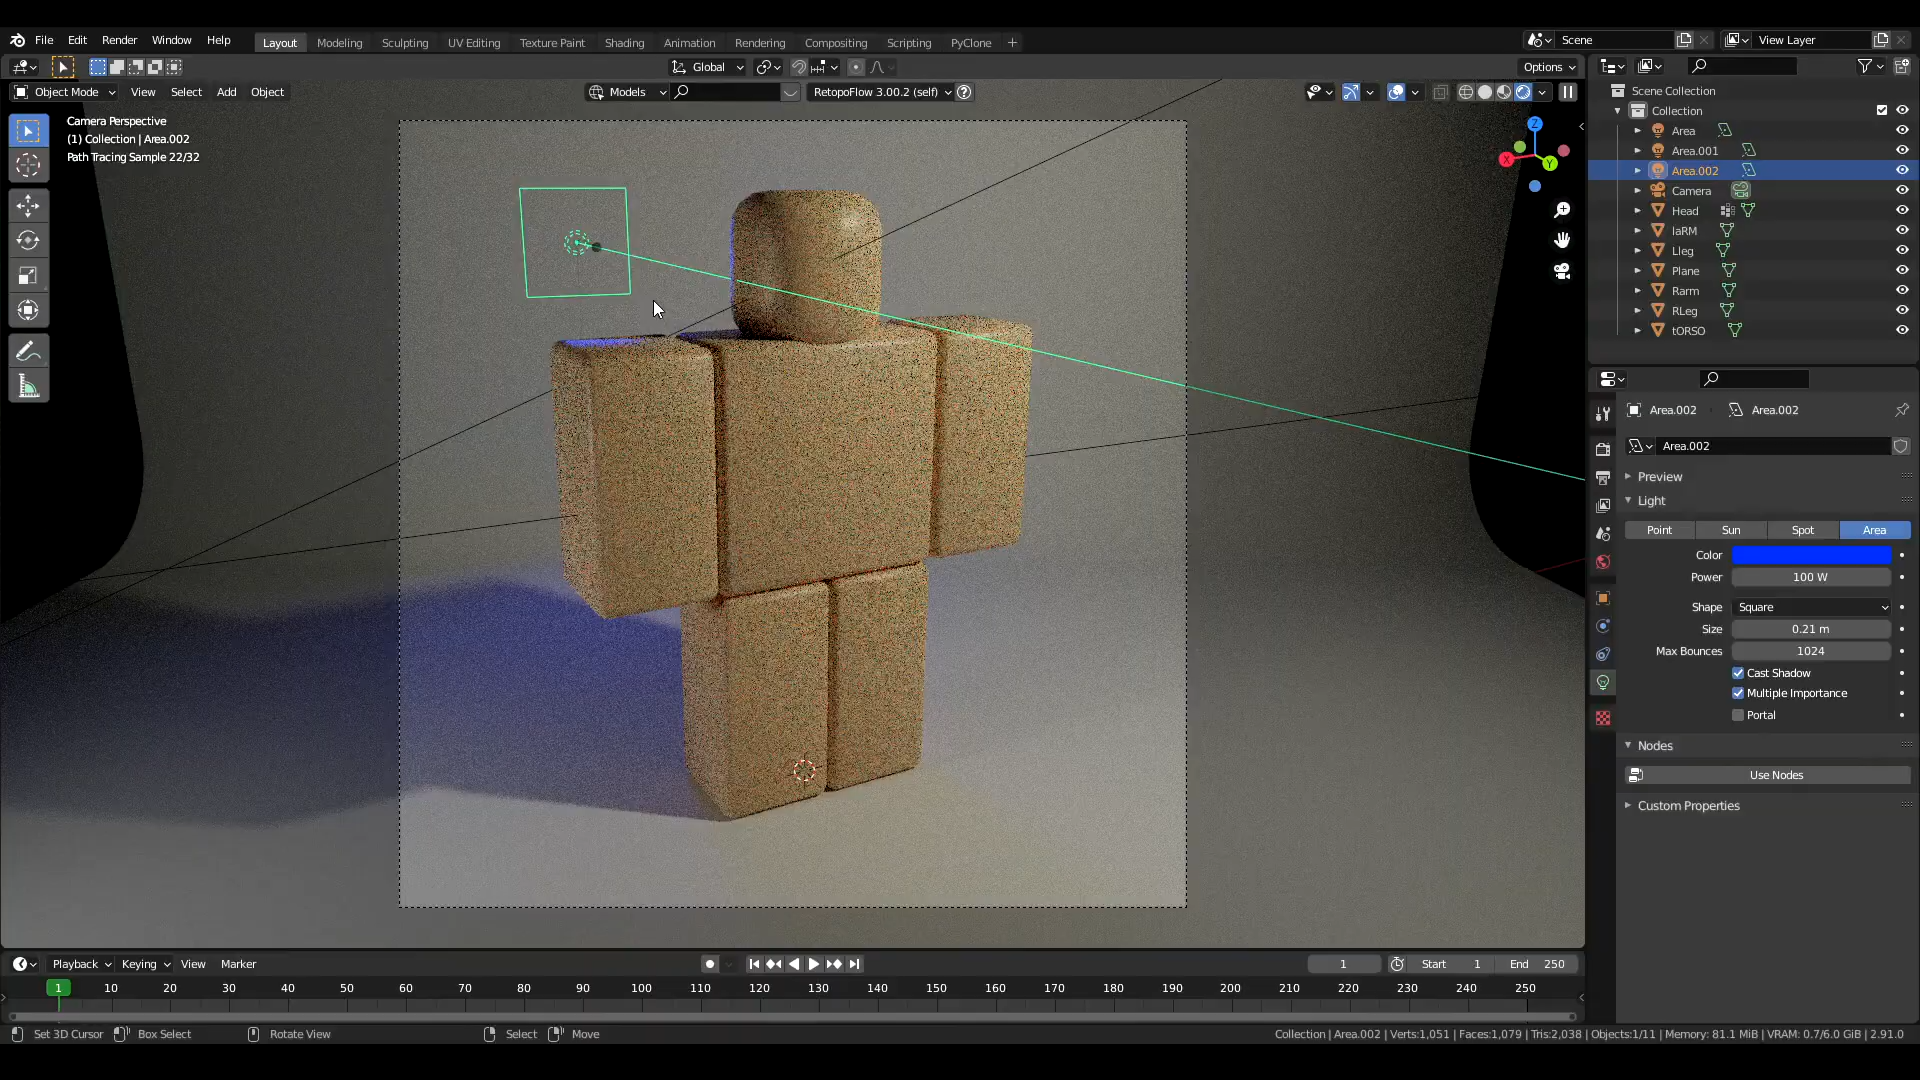 File Edit Render Window Help Layout Modeling Sculpting UV Editing Texture Paint Shading Animation Rendering Compositing Scripting PyClone + Scene View Layer
Global Options
Object Mode View Select Add Object Models RetopoFlow 3.00.2 (self)
Camera Perspective
(1) Collection | Area.002
Path Tracing Sample 22/32
Z
X
Y
Scene Collection
Collection
Area
Area.001
Area.002
Camera
Head
laRM
Lleg
Plane
Rarm
RLeg
tORSO
Area.002 Area.002
Area.002
Preview
Light
Point Sun Spot Area
Color
Power 100 W
Shape Square
Size 0.21 m
Max Bounces 1024
Cast Shadow
Multiple Importance
Portal
Nodes
Use Nodes
Custom Properties
Playback Keying View Marker 1 Start 1 End 250
1 10 20 30 40 50 60 70 80 90 100 110 120 130 140 150 160 170 180 190 200 210 220 230 240 250
Set 3D Cursor Box Select Rotate View Select Move Collection | Area.002 | Verts:1,051 | Faces:1,079 | Tris:2,038 | Objects:1/11 | Memory: 81.1 MiB | VRAM: 0.7/6.0 GiB | 2.91.0